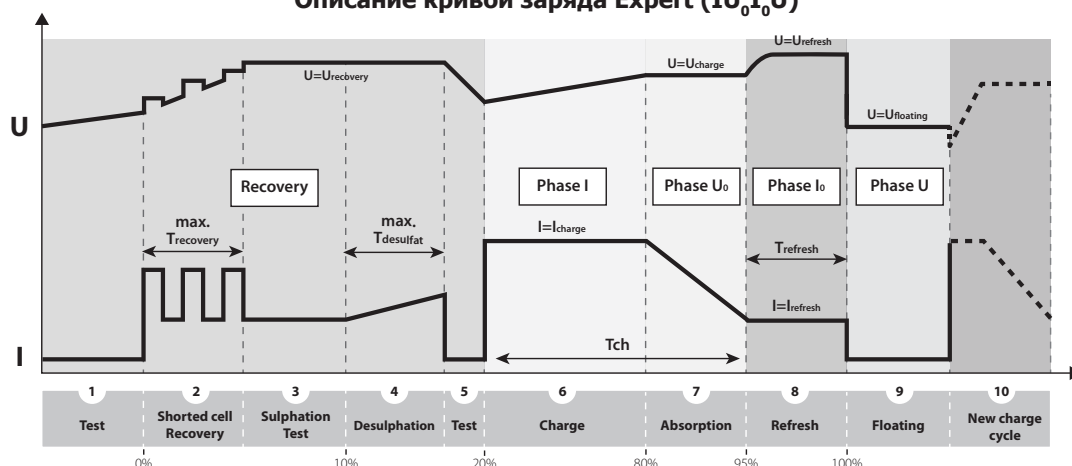 Описание кривой заряда Expert (IU0I0U)
U=Urefresh
U=Ucharge
U=Urecovery
U
U=Ufloating
Recovery
Phase I
Phase U0
Phase I0
Phase U
max.
Trecovery
max.
Tdesulfat
I=Icharge
Trefresh
I=Irefresh
Tch
I
1 2 3 4 5 6 7 8 9 10
Test
Shorted cell
Recovery
Sulphation
Test
Desulphation
Test
Charge
Absorption
Refresh
Floating
New charge
cycle
0% 10% 20% 80% 95% 100%